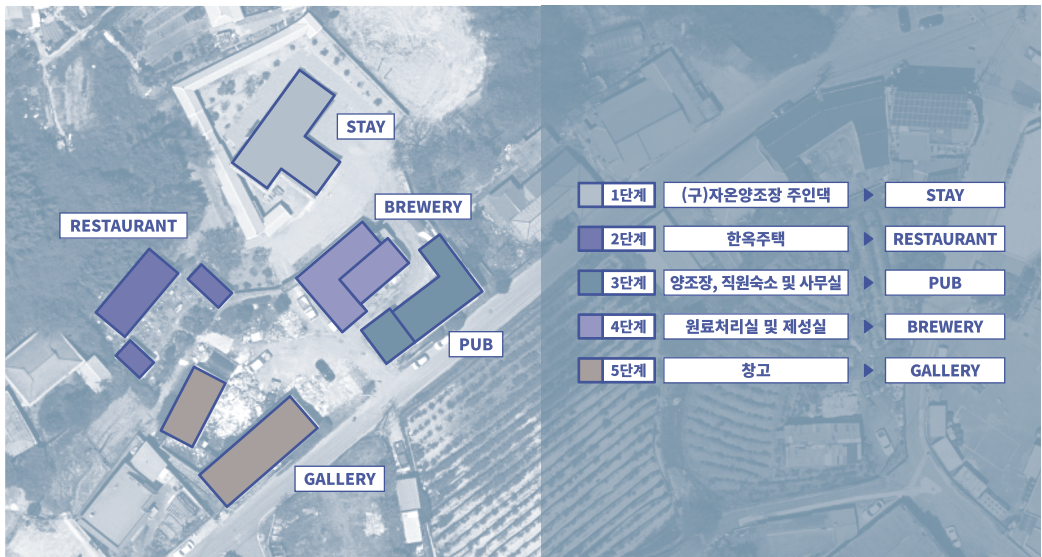 STAY
BREWERY
RESTAURANT
PUB
GALLERY
1단계 (구)자온양조장 주인댁 ▶ STAY
2단계 한옥주택 ▶ RESTAURANT
3단계 양조장, 직원숙소 및 사무실 ▶ PUB
4단계 원료처리실 및 제성실 ▶ BREWERY
5단계 창고 ▶ GALLERY